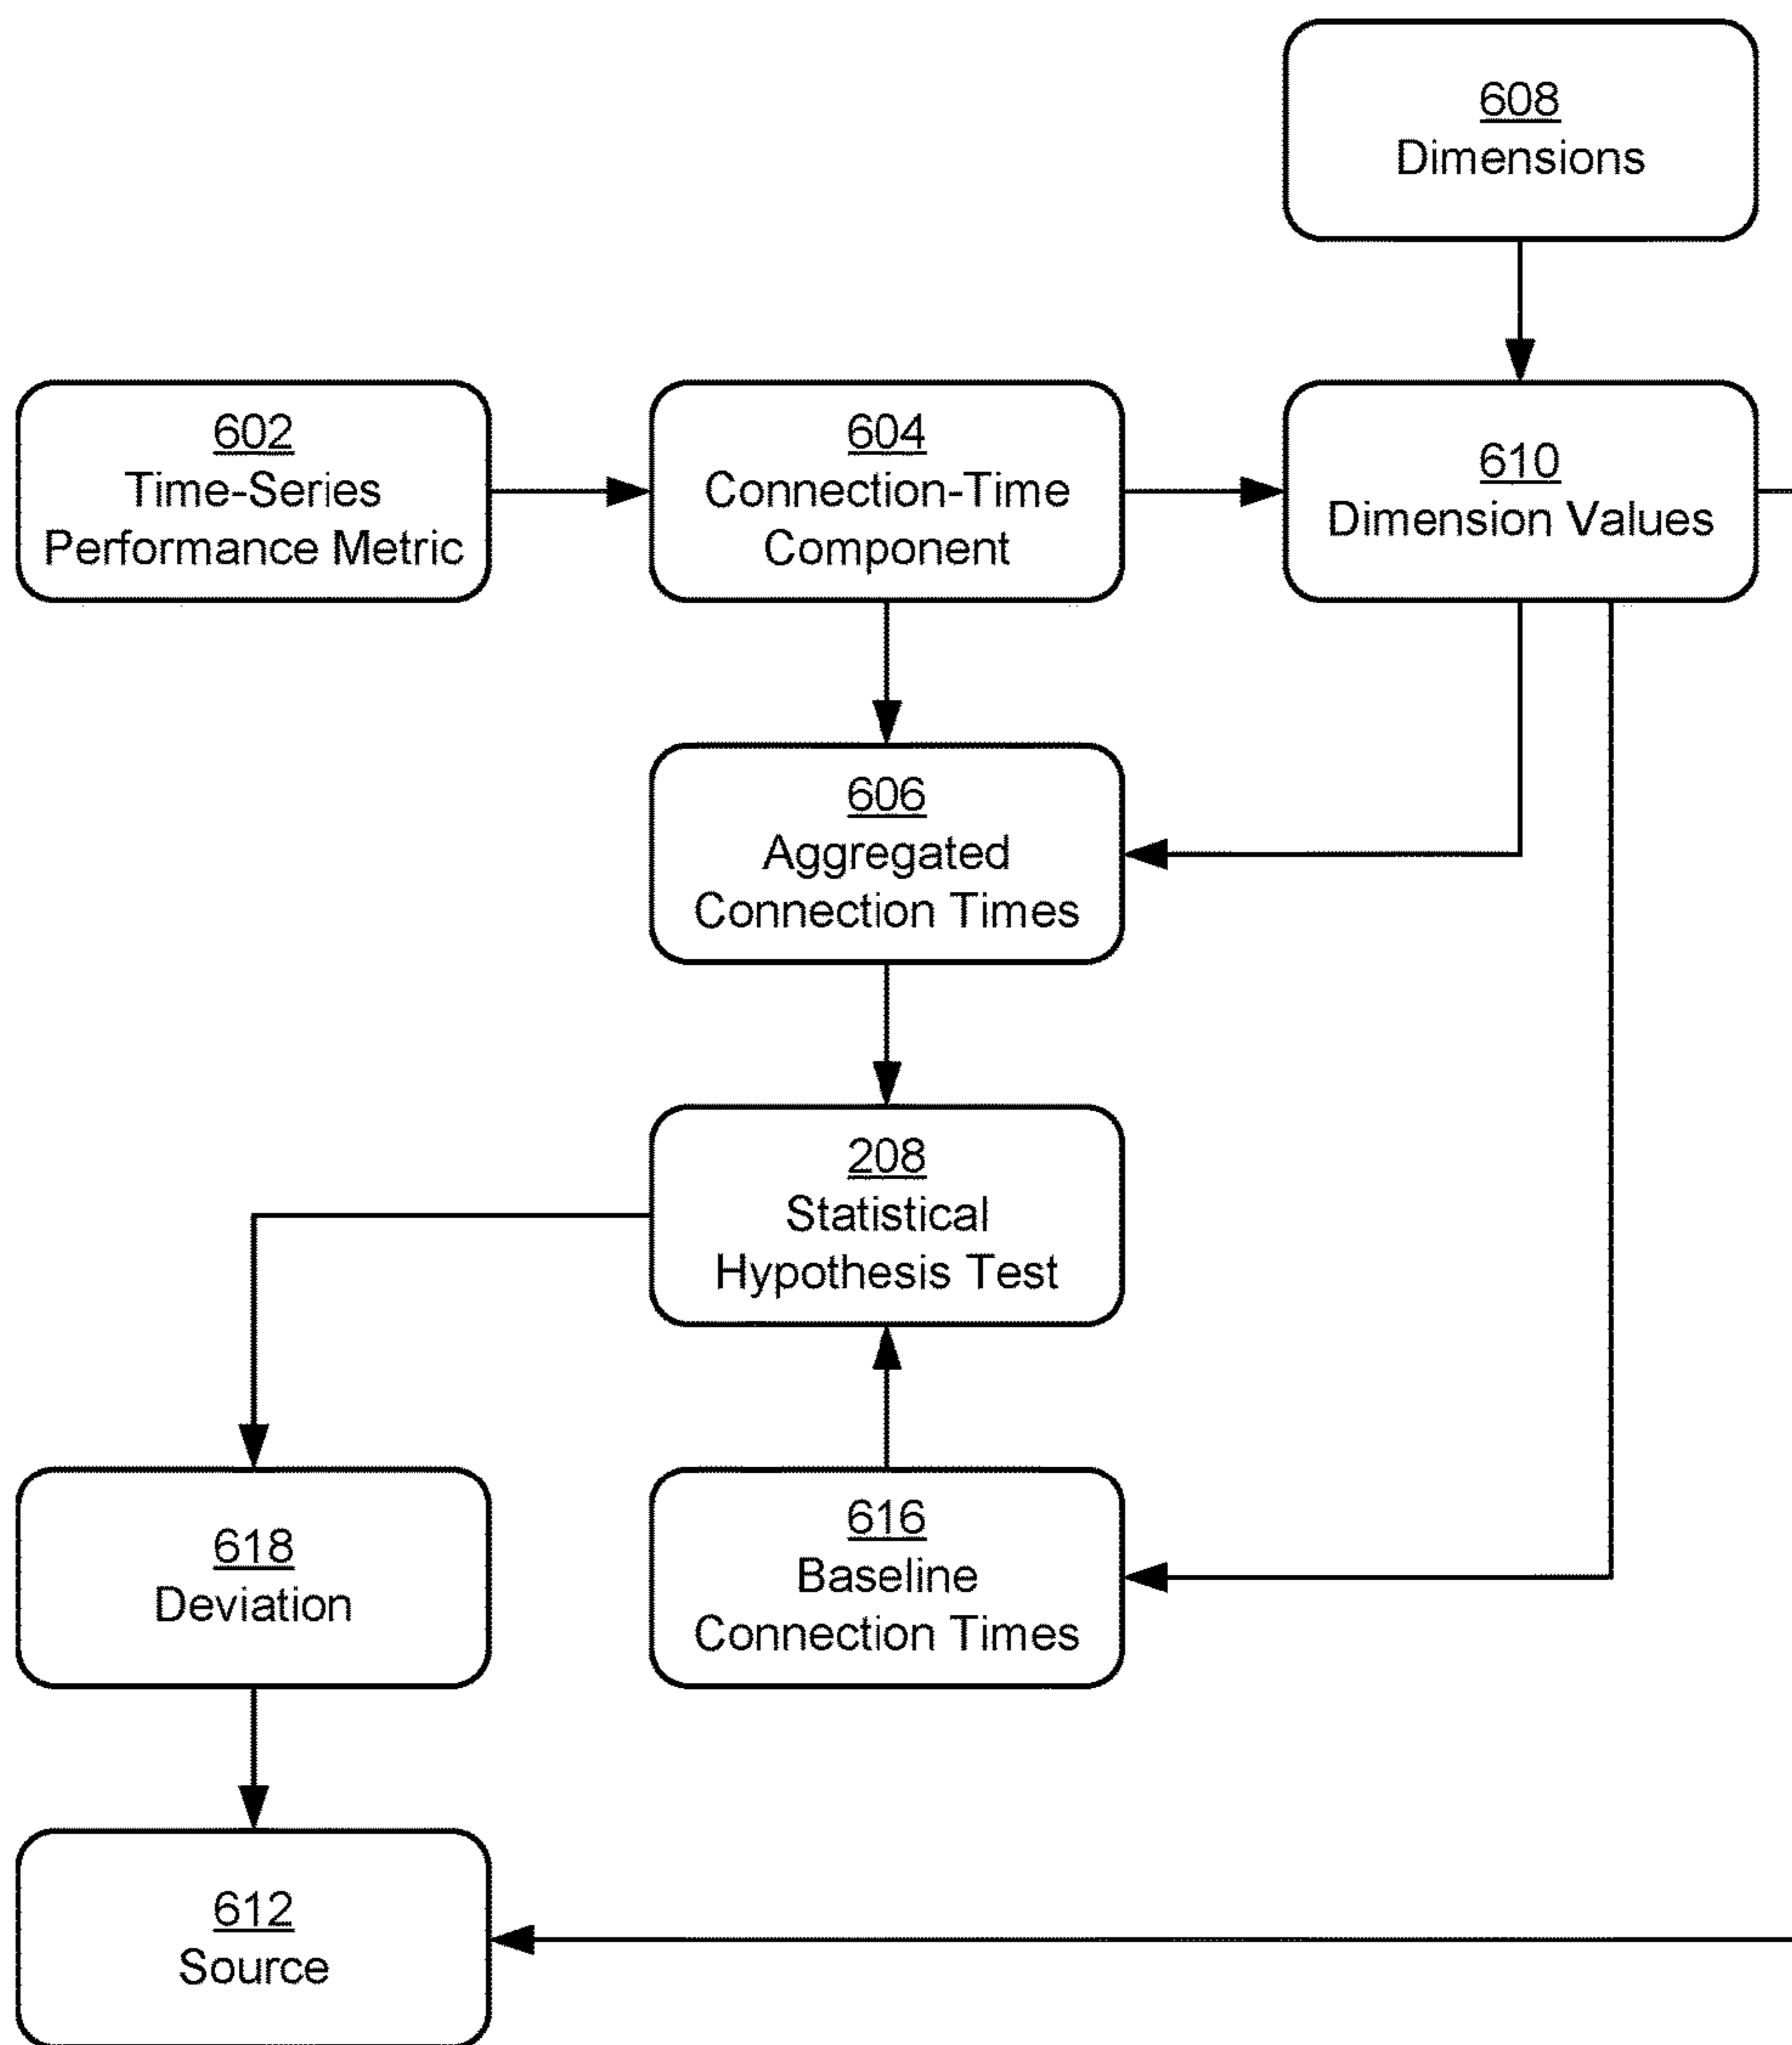 608
Dimensions
602
Time-Series
Performance Metric
604
Connection-Time
Component
610
Dimension Values
606
Aggregated
Connection Times
208
Statistical
Hypothesis Test
618
Deviation
616
Baseline
Connection Times
612
Source